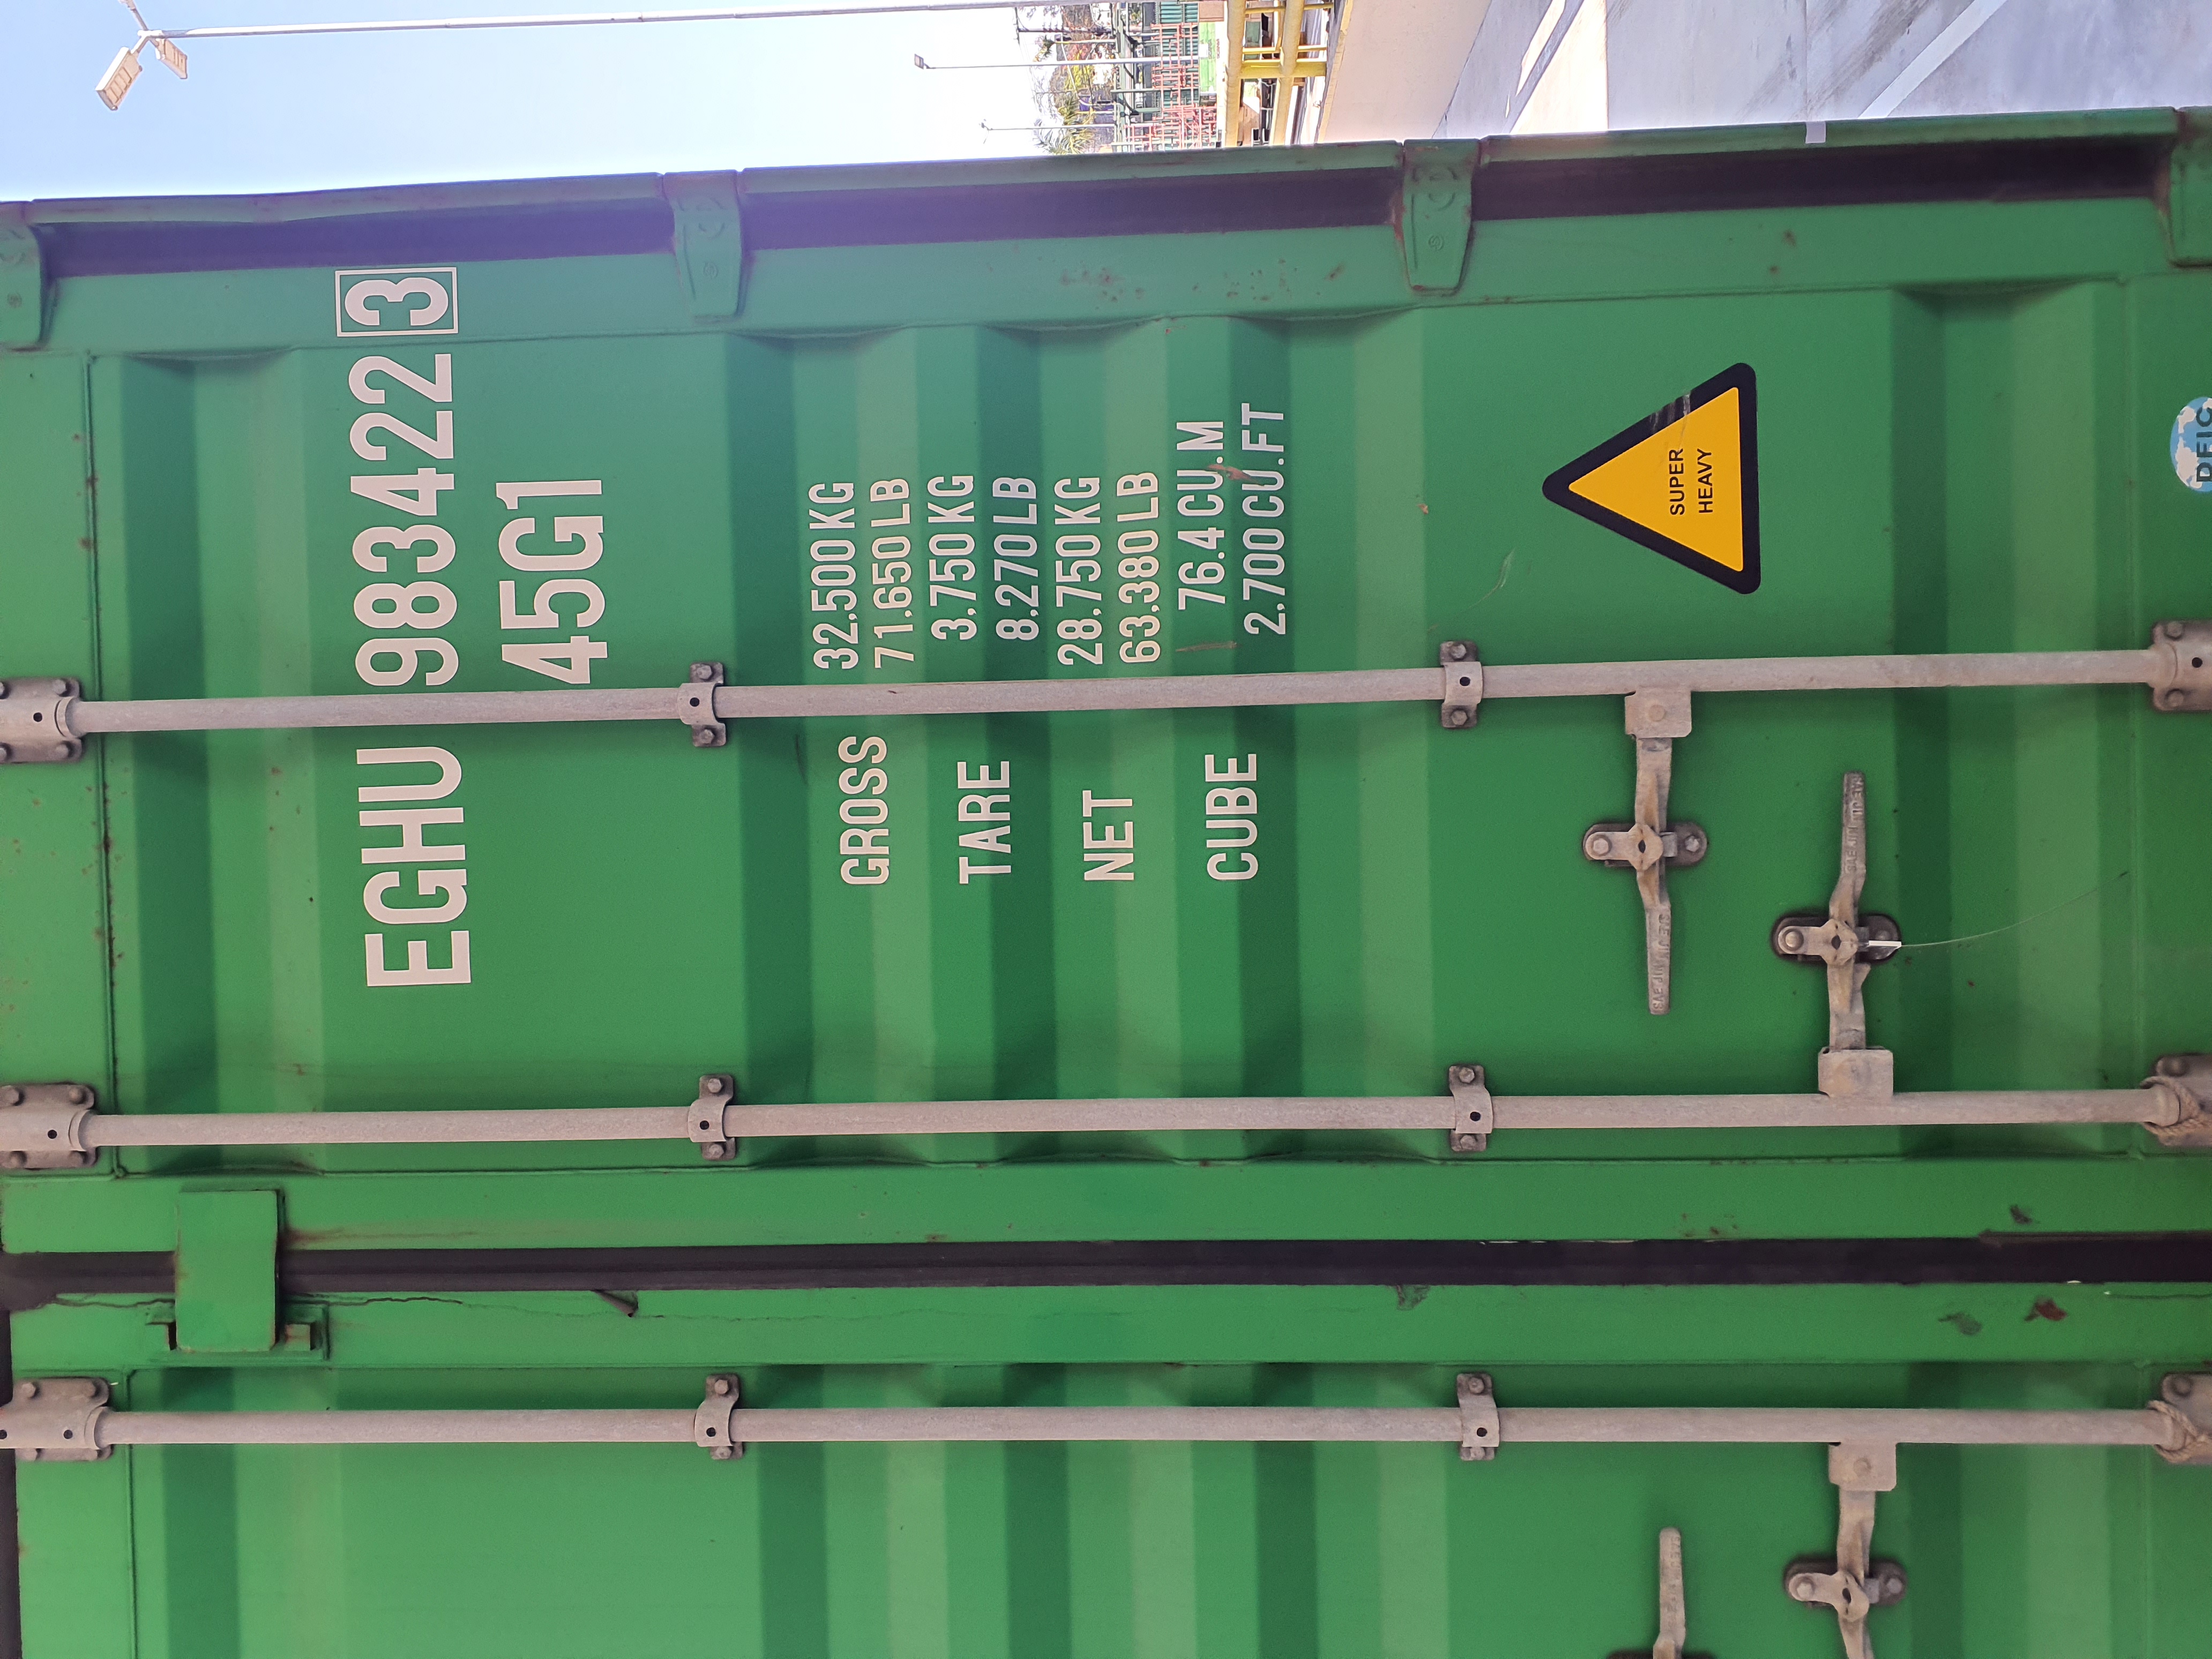 EGHU 983422 3
45G1
GROSS 32.500 KG
71.650 LB
TARE 3.750 KG
8.270 LB
NET 28.750 KG
63.380 LB
CUBE 76.4 CU.M
2.700 CU.FT
SUPER
HEAVY